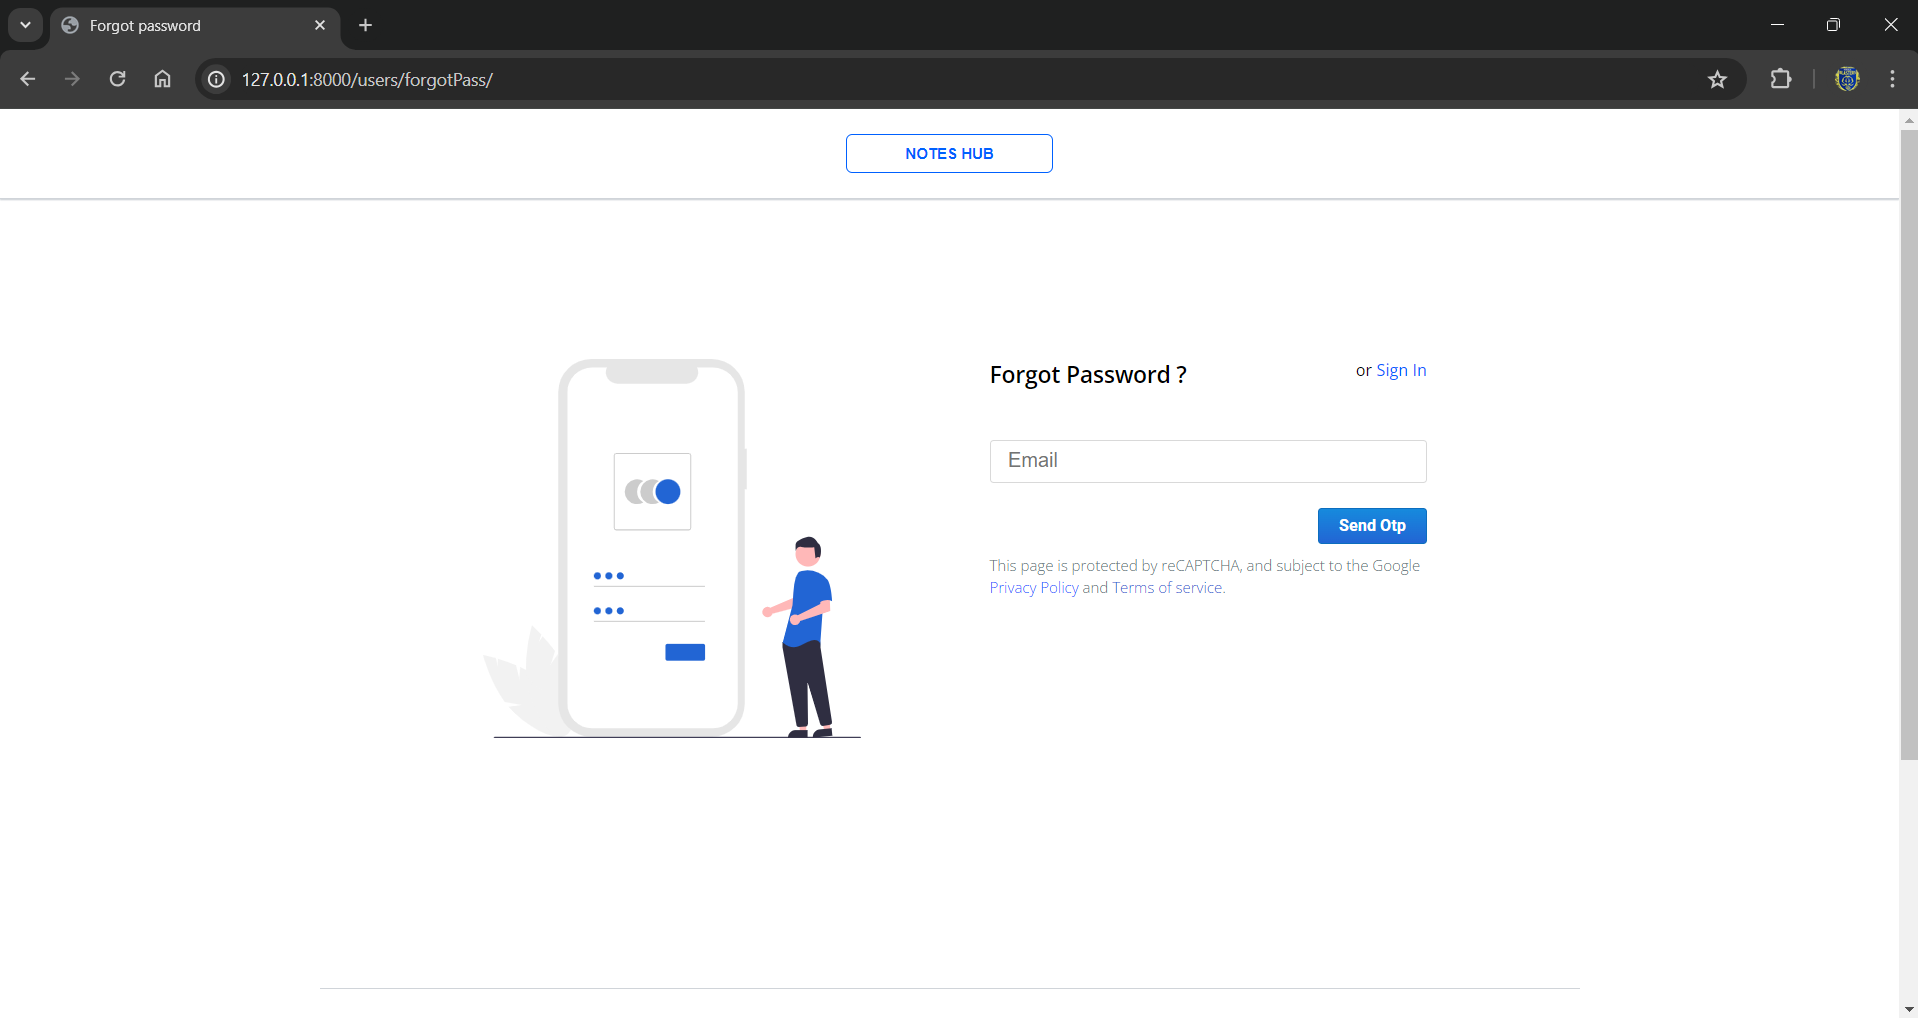 Forgot password
127.0.0.1:8000/users/forgotPass/
NOTES HUB
Forgot Password ?
or Sign In
Email
Send Otp
This page is protected by reCAPTCHA, and subject to the Google
Privacy Policy and Terms of service.